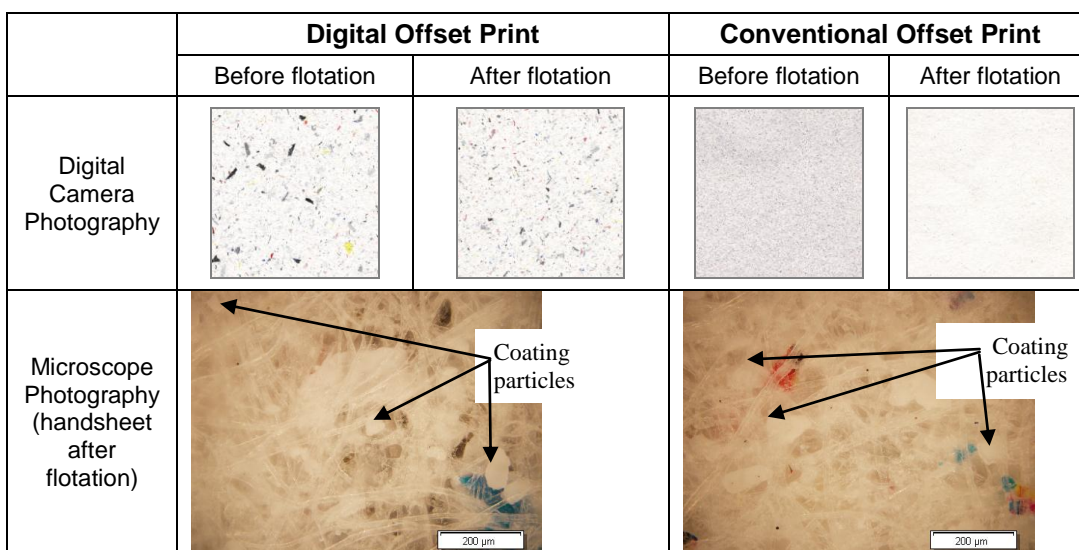 Digital Offset Print
Conventional Offset Print
Before flotation
After flotation
Before flotation
After flotation
Digital
Camera
Photography
Microscope
Photography
(handsheet
after
flotation)
Coating
particles
200 µm
Coating
particles
200 µm